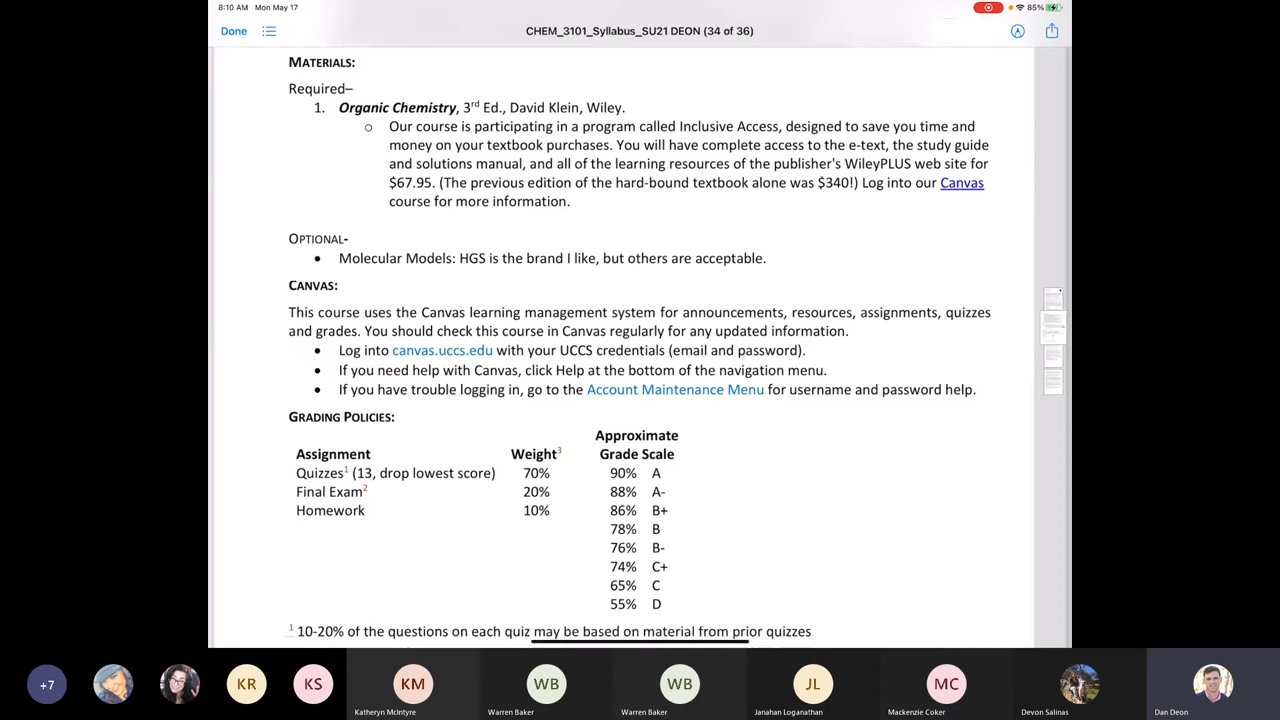 8:10 AM Mon May 17
85%
Done
CHEM_3101_Syllabus_SU21 DEON (34 of 36)
MATERIALS:
Required–
1. Organic Chemistry, 3rd Ed., David Klein, Wiley.
o Our course is participating in a program called Inclusive Access, designed to save you time and
money on your textbook purchases. You will have complete access to the e-text, the study guide
and solutions manual, and all of the learning resources of the publisher's WileyPLUS web site for
$67.95. (The previous edition of the hard-bound textbook alone was $340!) Log into our Canvas
course for more information.
OPTIONAL-
• Molecular Models: HGS is the brand I like, but others are acceptable.
CANVAS:
This course uses the Canvas learning management system for announcements, resources, assignments, quizzes
and grades. You should check this course in Canvas regularly for any updated information.
• Log into canvas.uccs.edu with your UCCS credentials (email and password).
• If you need help with Canvas, click Help at the bottom of the navigation menu.
• If you have trouble logging in, go to the Account Maintenance Menu for username and password help.
GRADING POLICIES:
Approximate
Assignment Weight3 Grade Scale
Quizzes1 (13, drop lowest score) 70% 90% A
Final Exam2 20% 88% A-
Homework 10% 86% B+
78% B
76% B-
74% C+
65% C
55% D
1 10-20% of the questions on each quiz may be based on material from prior quizzes
+7
KR
KS
KM
WB
WB
JL
MC
Katheryn McIntyre
Warren Baker
Warren Baker
Janahan Loganathan
Mackenzie Coker
Devon Salinas
Dan Deon